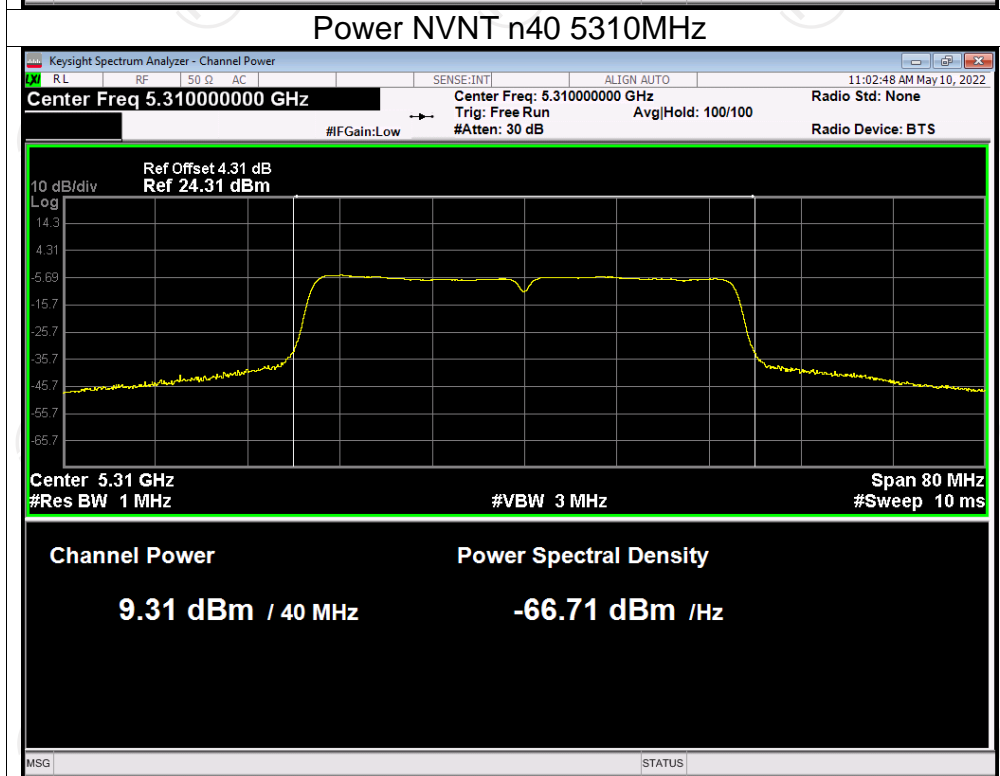 Power NVNT n40 5310MHz
Keysight Spectrum Analyzer - Channel Power
LXI RL RF 50 Ω AC SENSE:INT ALIGN AUTO 11:02:48 AM May 10, 2022
Center Freq 5.310000000 GHz Center Freq: 5.310000000 GHz Radio Std: None
Trig: Free Run Avg|Hold: 100/100
#IFGain:Low #Atten: 30 dB Radio Device: BTS
Ref Offset 4.31 dB
10 dB/div Ref 24.31 dBm
Log
14.3
4.31
-5.69
-15.7
-25.7
-35.7
-45.7
-55.7
-65.7
Center 5.31 GHz Span 80 MHz
#Res BW 1 MHz #VBW 3 MHz #Sweep 10 ms
Channel Power Power Spectral Density
9.31 dBm / 40 MHz -66.71 dBm /Hz
MSG STATUS